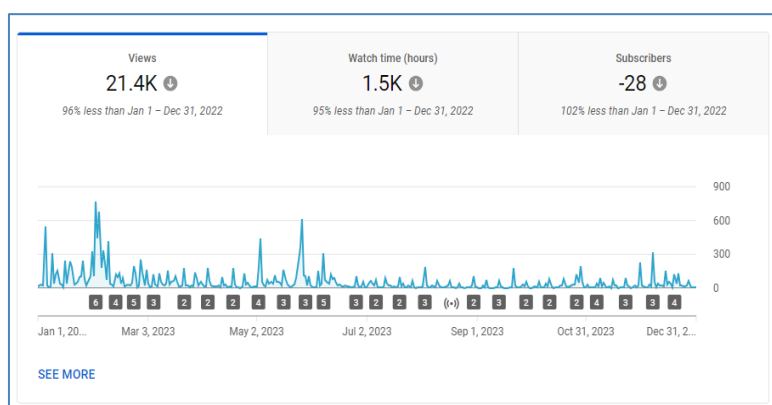 Views
21.4K
96% less than Jan 1 – Dec 31, 2022
Watch time (hours)
1.5K
95% less than Jan 1 – Dec 31, 2022
Subscribers
-28
102% less than Jan 1 – Dec 31, 2022
900
600
300
0
6 4 5 3 2 2 2 4 3 3 5 3 2 2 3 2 3 2 2 2 4 3 3 4
Jan 1, 20... Mar 3, 2023 May 2, 2023 Jul 2, 2023 Sep 1, 2023 Oct 31, 2023 Dec 31, 2...
SEE MORE